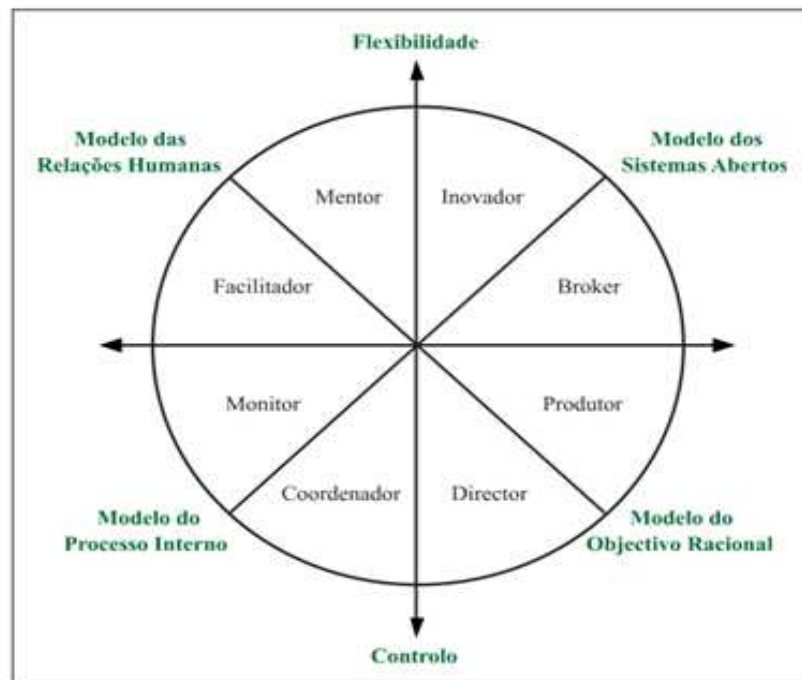 Flexibilidade
Modelo das
Relações Humanas
Modelo dos
Sistemas Abertos
Mentor
Inovador
Facilitador
Broker
Monitor
Produtor
Coordenador
Director
Modelo do
Processo Interno
Modelo do
Objectivo Racional
Controlo